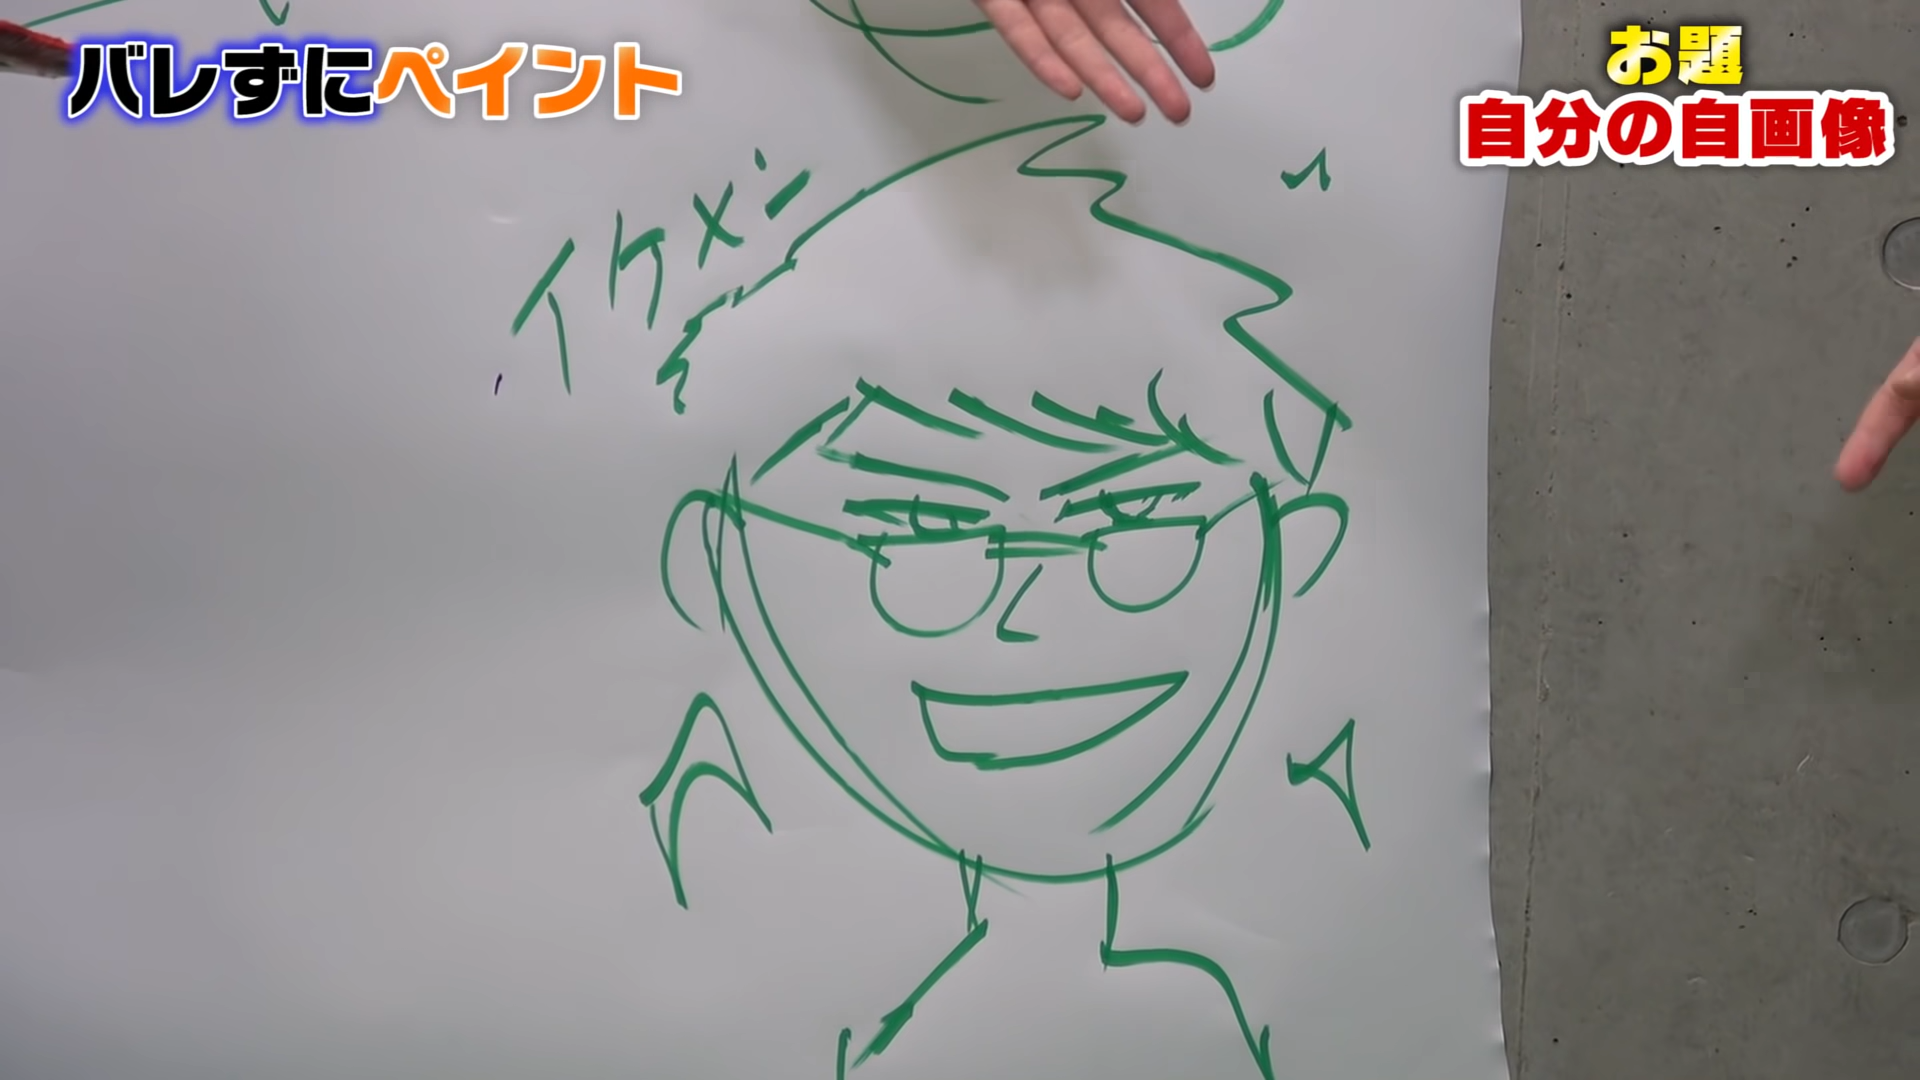 バレずにペイント
お題
自分の自画像
イケメン